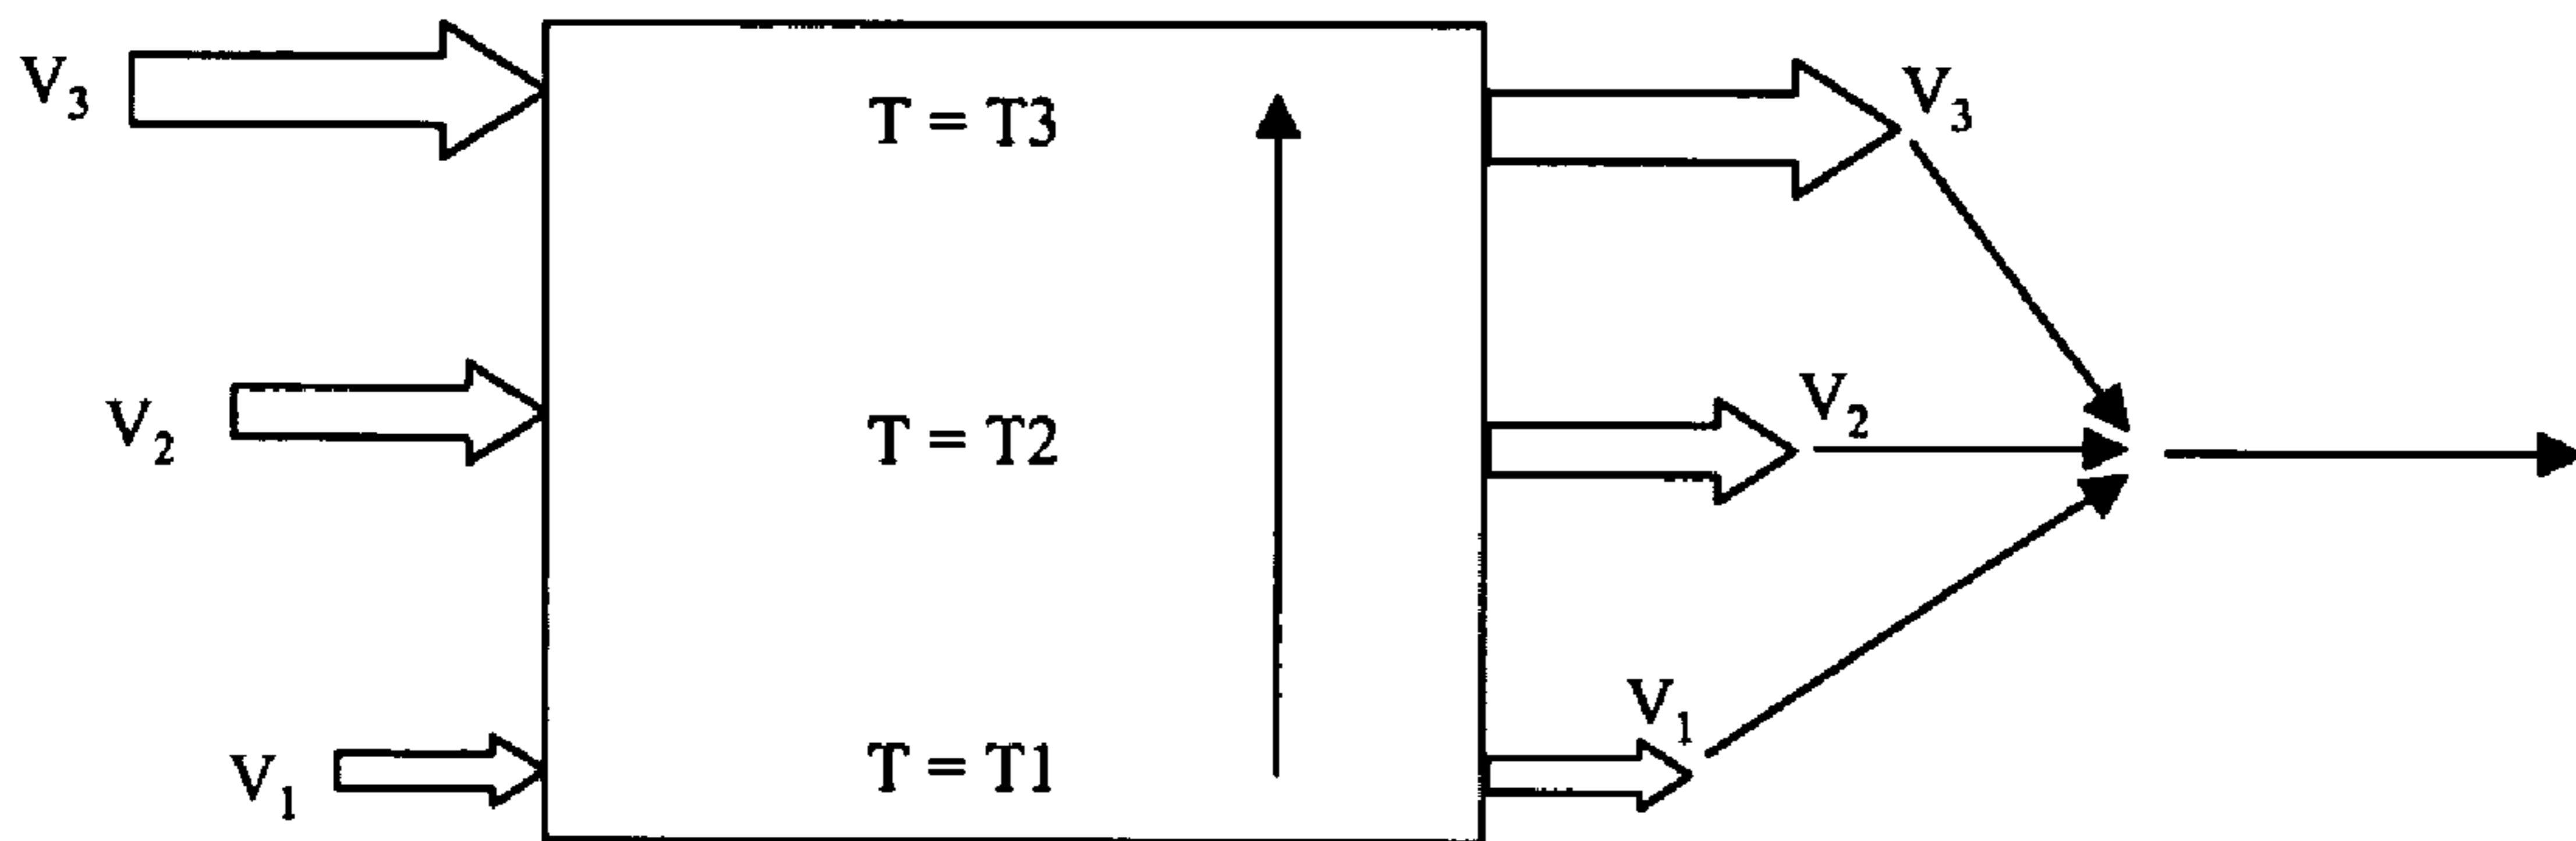 V₃
T = T3
V₃
V₂
T = T2
V₂
V₁
T = T1
V₁